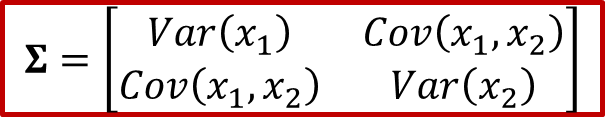 Σ = [ Var(x₁) Cov(x₁, x₂)
Cov(x₁, x₂) Var(x₂) ]